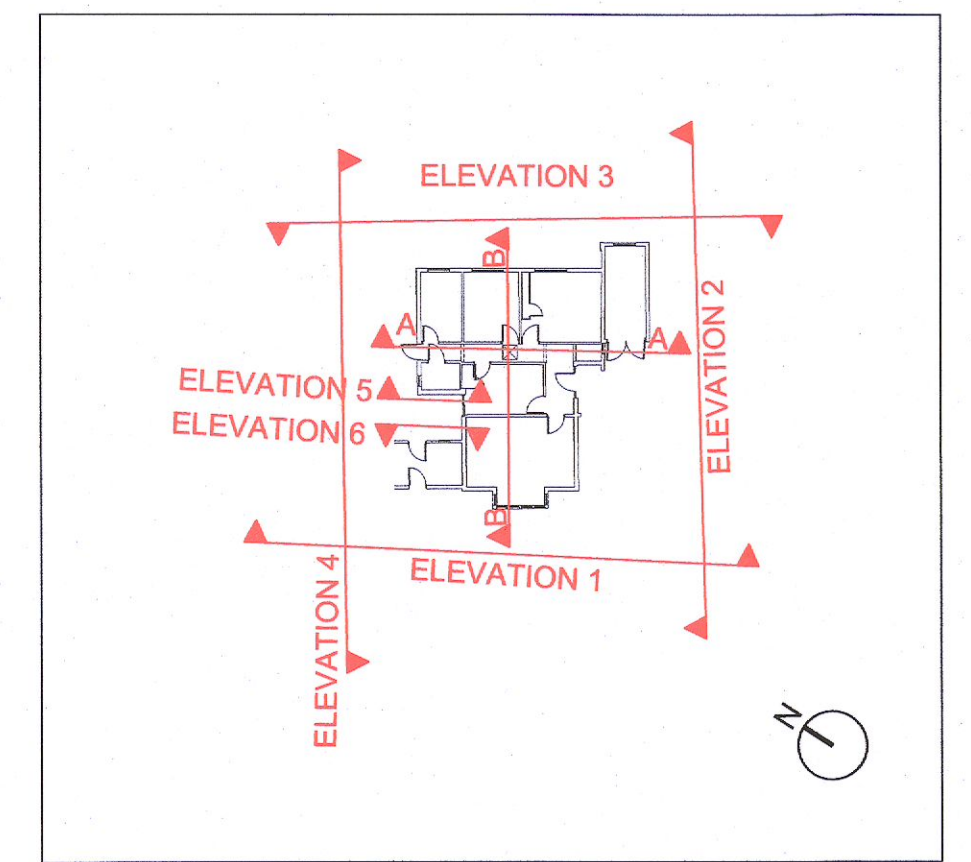 ELEVATION 3
B
A
A
ELEVATION 2
ELEVATION 5
ELEVATION 6
B
ELEVATION 1
ELEVATION 4
N